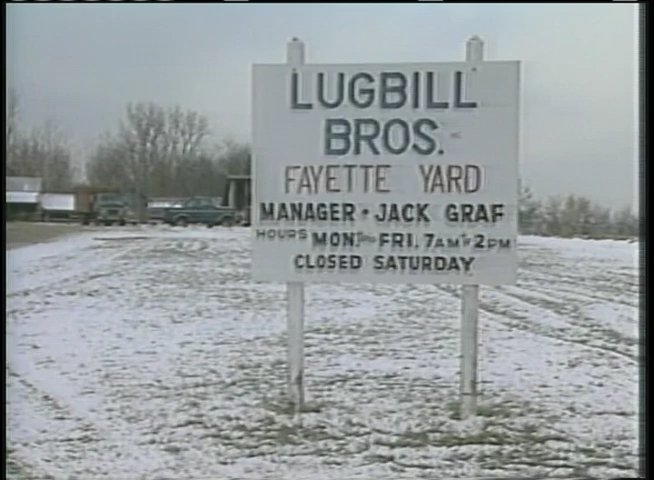 LUGBILL
BROS.
FAYETTE YARD
MANAGER • JACK GRAF
HOURS MON. THRU FRI. 7AM TO 2PM
CLOSED SATURDAY